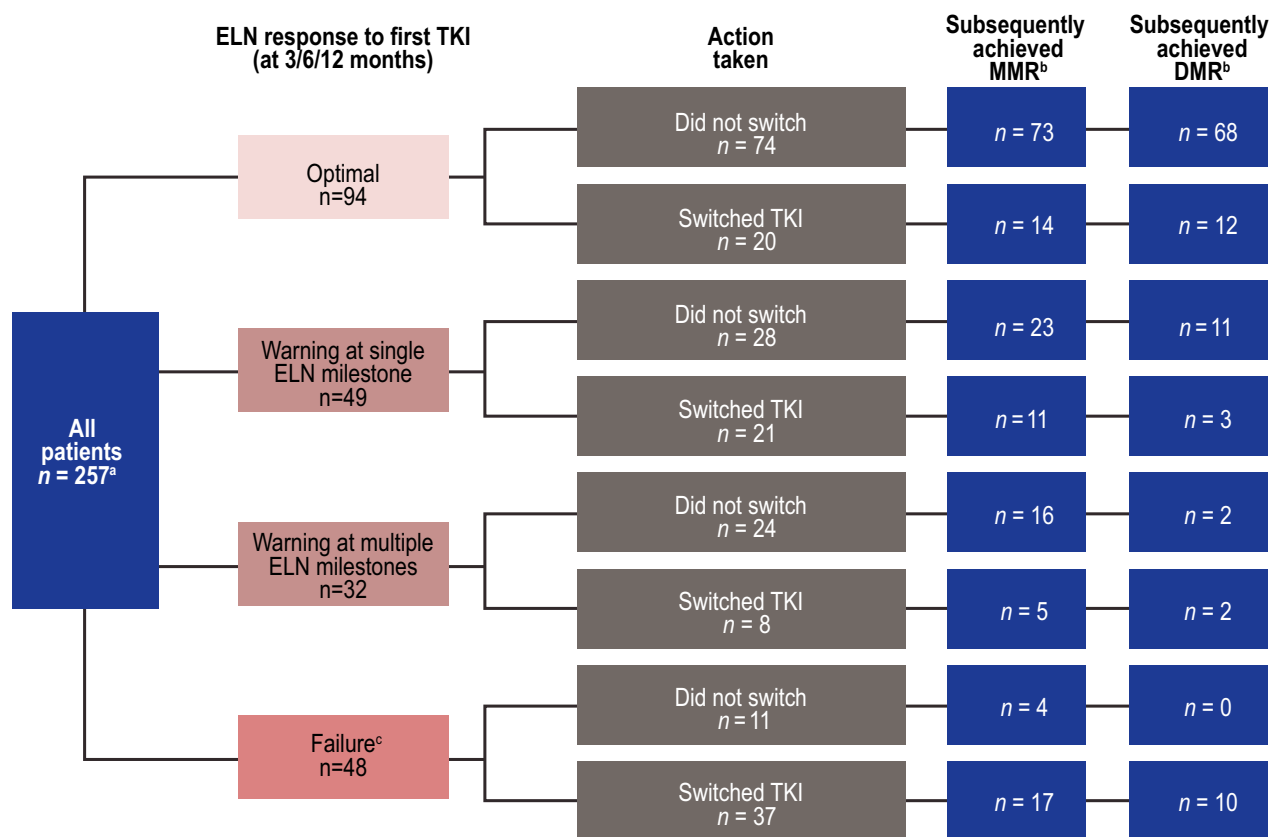 ELN response to first TKI
(at 3/6/12 months)
Action
taken
Subsequently
achieved
MMRᵇ
Subsequently
achieved
DMRᵇ
All
patients
n = 257ᵃ
Optimal
n=94
Did not switch
n = 74
n = 73
n = 68
Switched TKI
n = 20
n = 14
n = 12
Warning at single
ELN milestone
n=49
Did not switch
n = 28
n = 23
n = 11
Switched TKI
n = 21
n = 11
n = 3
Warning at multiple
ELN milestones
n=32
Did not switch
n = 24
n = 16
n = 2
Switched TKI
n = 8
n = 5
n = 2
Failureᶜ
n=48
Did not switch
n = 11
n = 4
n = 0
Switched TKI
n = 37
n = 17
n = 10